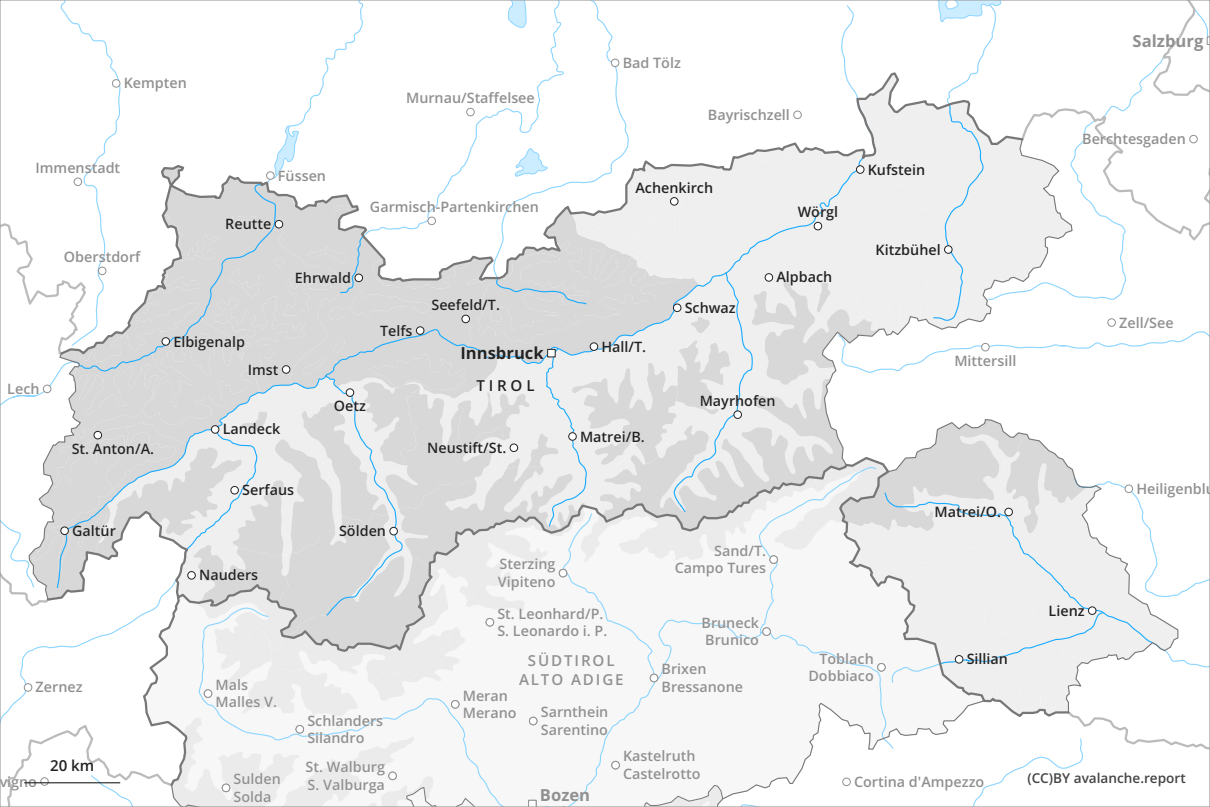 Salzburg
Bad Tölz
Kempten
Murnau/Staffelsee
Bayrischzell
Berchtesgaden
Immenstadt
Füssen
Kufstein
Achenkirch
Garmisch-Partenkirchen
Wörgl
Reutte
Kitzbühel
Oberstdorf
Ehrwald
Alpbach
Seefeld/T.
Schwaz
Zell/See
Telfs
Elbigenalp
Innsbruck
Hall/T.
Mittersill
Imst
TIROL
Lech
Oetz
Mayrhofen
Landeck
Matrei/B.
St. Anton/A.
Neustift/St.
Serfaus
Heiligenblu
Matrei/O.
Galtür
Sölden
Sand/T.
Campo Tures
Sterzing
Vipiteno
Nauders
Lienz
St. Leonhard/P.
S. Leonardo i. P.
Bruneck
Brunico
SÜDTIROL
ALTO ADIGE
Toblach
Dobbiaco
Sillian
Brixen
Bressanone
Zernez
Mals
Malles V.
Meran
Merano
Sarnthein
Sarentino
Schlanders
Silandro
Kastelruth
Castelrotto
20 km
St. Walburg
S. Valburga
vigno
Sulden
Solda
Cortina d'Ampezzo
(CC)BY avalanche.report
Bozen